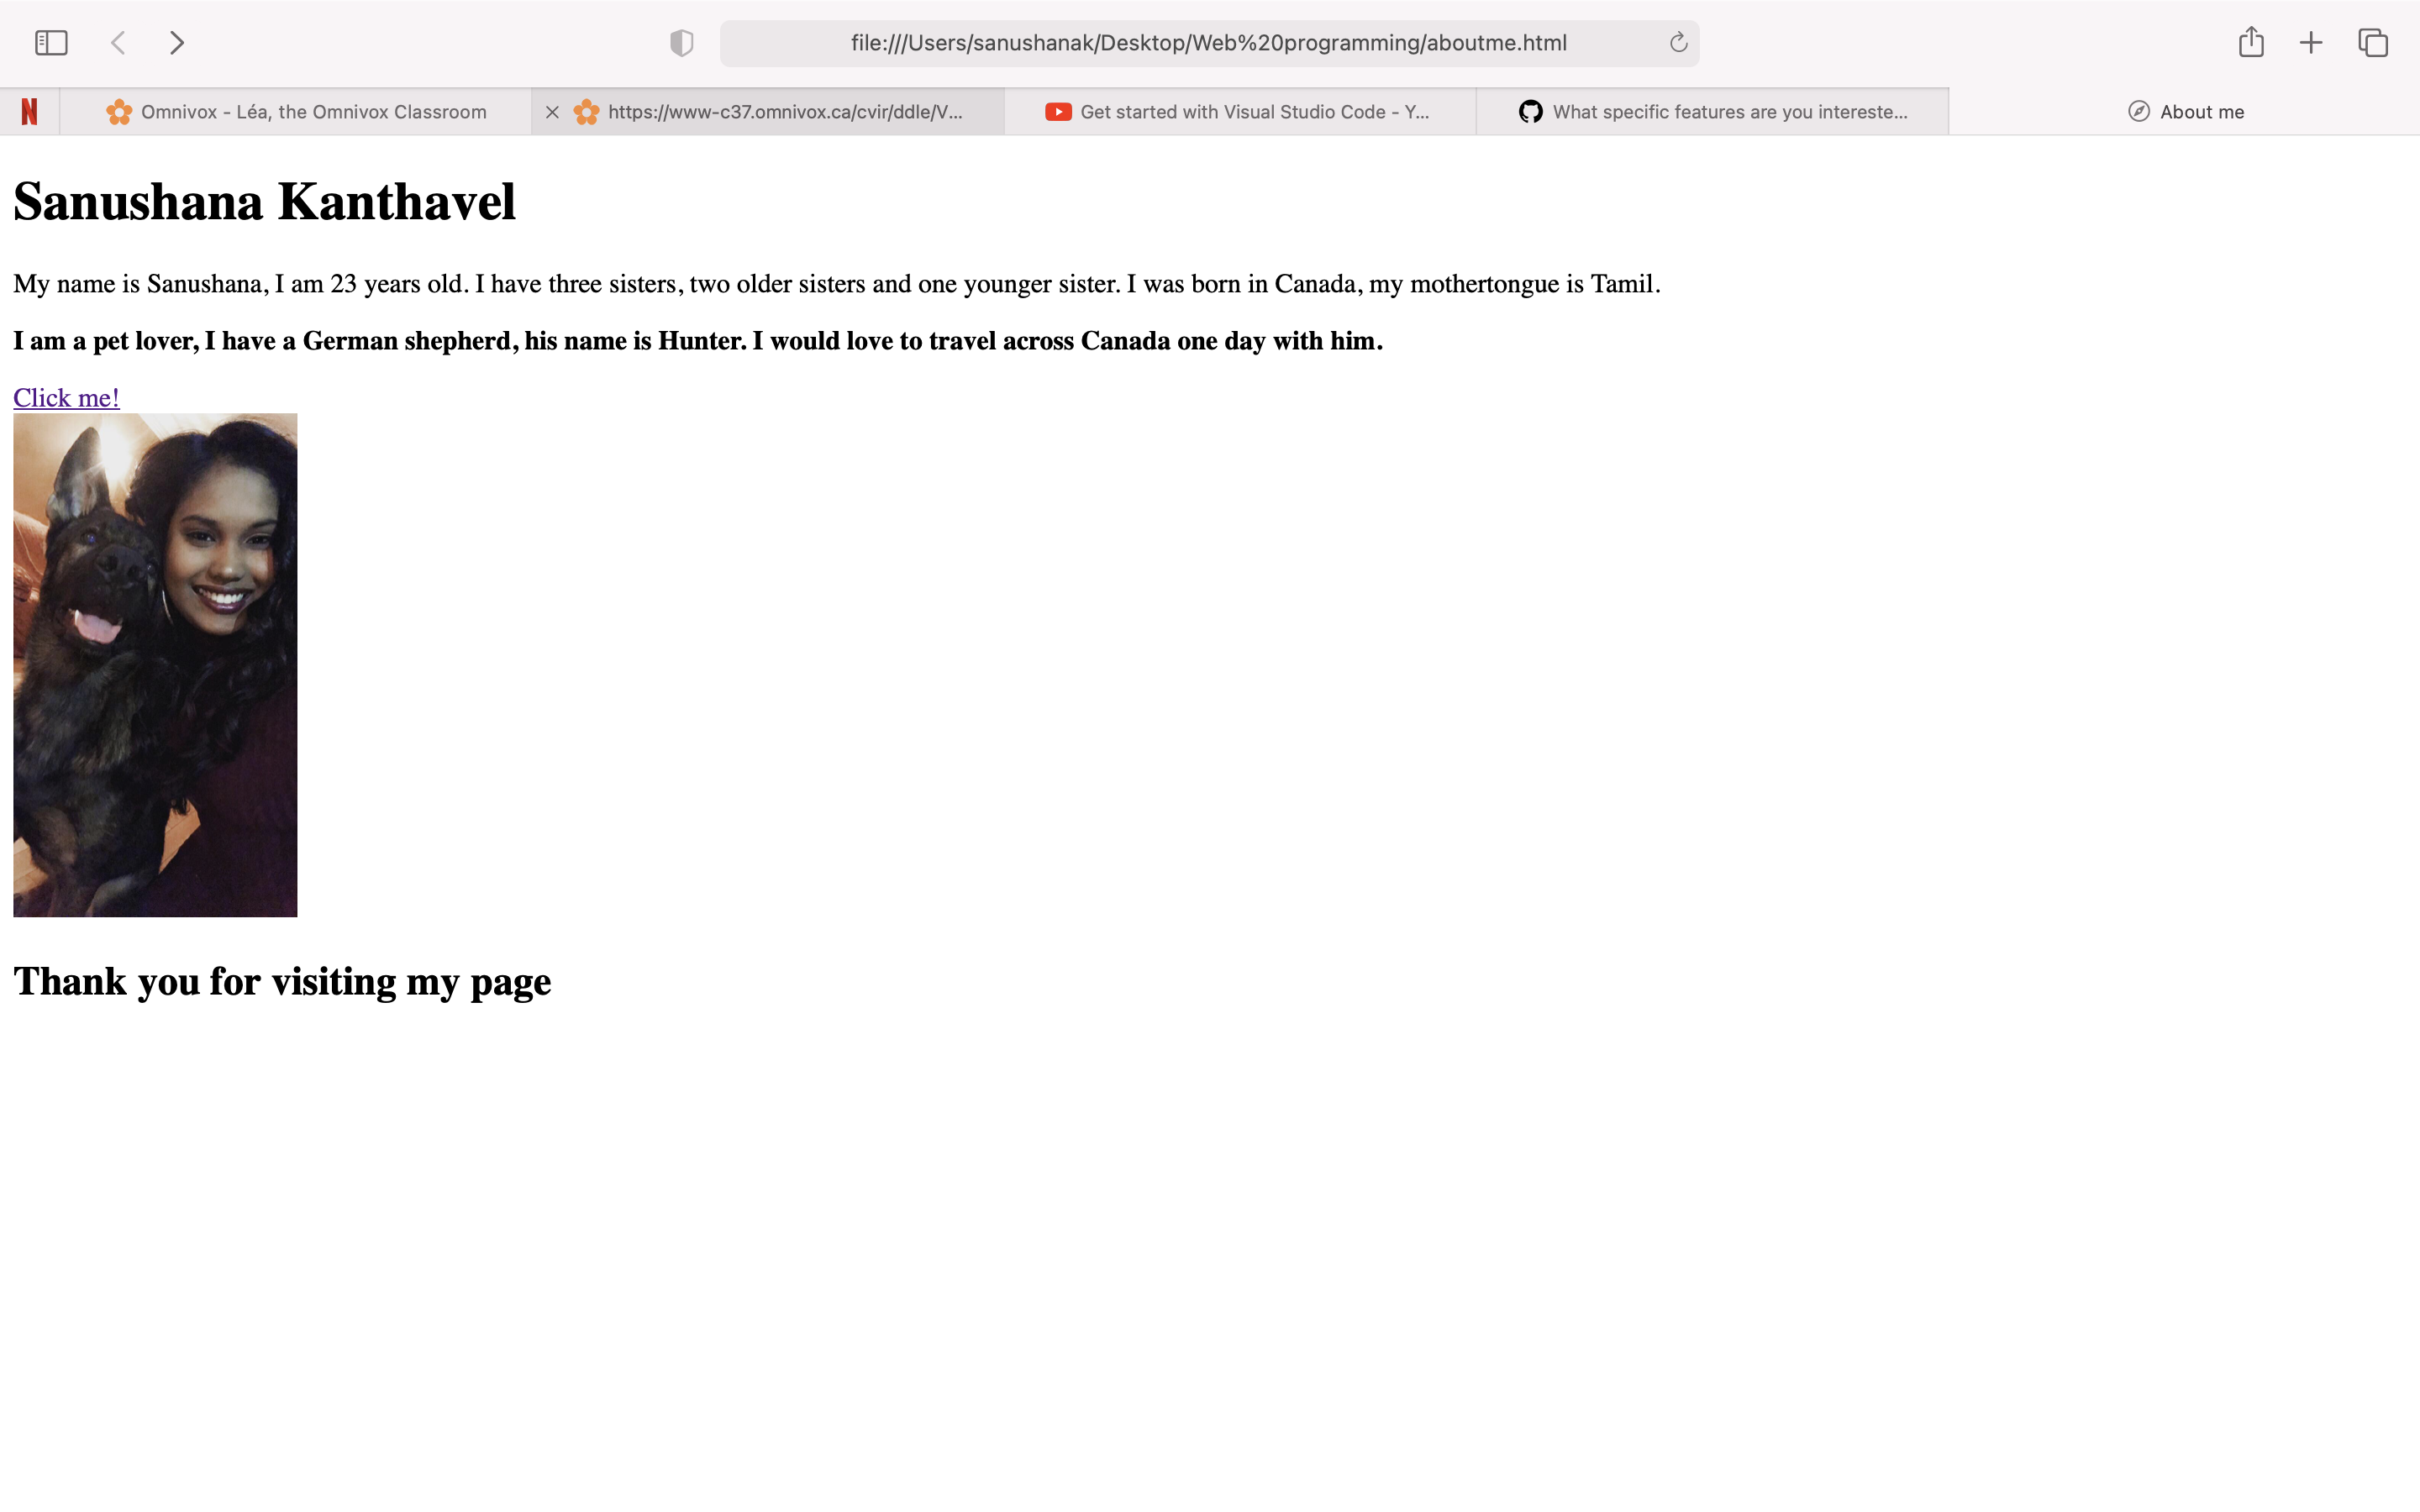 file:///Users/sanushanak/Desktop/Web%20programming/aboutme.html
N
Omnivox - Léa, the Omnivox Classroom
https://www-c37.omnivox.ca/cvir/ddle/V...
Get started with Visual Studio Code - Y...
What specific features are you intereste...
About me
Sanushana Kanthavel
My name is Sanushana, I am 23 years old. I have three sisters, two older sisters and one younger sister. I was born in Canada, my mothertongue is Tamil.
I am a pet lover, I have a German shepherd, his name is Hunter. I would love to travel across Canada one day with him.
Click me!
Thank you for visiting my page